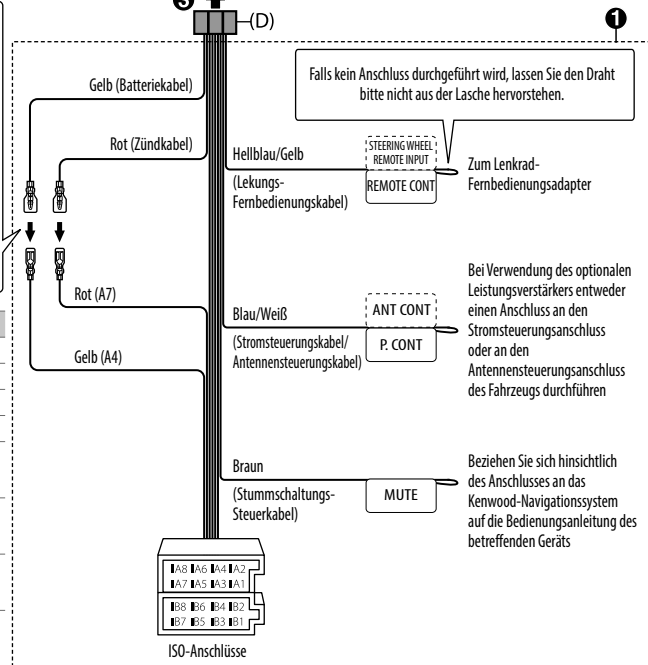 ❸
(D)
❶
Falls kein Anschluss durchgeführt wird, lassen Sie den Draht
bitte nicht aus der Lasche hervorstehen.
Gelb (Batteriekabel)
Rot (Zündkabel)
Hellblau/Gelb
(Lekungs-
Fernbedienungskabel)
STEERING WHEEL
REMOTE INPUT
REMOTE CONT
Zum Lenkrad-
Fernbedienungsadapter
Rot (A7)
Gelb (A4)
Blau/Weiß
(Stromsteuerungskabel/
Antennensteuerungskabel)
ANT CONT
P. CONT
Bei Verwendung des optionalen
Leistungsverstärkers entweder
einen Anschluss an den
Stromsteuerungsanschluss
oder an den
Antennensteuerungsanschluss
des Fahrzeugs durchführen
Braun
(Stummschaltungs-
Steuerkabel)
MUTE
Beziehen Sie sich hinsichtlich
des Anschlusses an das
Kenwood-Navigationssystem
auf die Bedienungsanleitung des
betreffenden Geräts
A8 A6 A4 A2
A7 A5 A3 A1
B8 B6 B4 B2
B7 B5 B3 B1
ISO-Anschlüsse